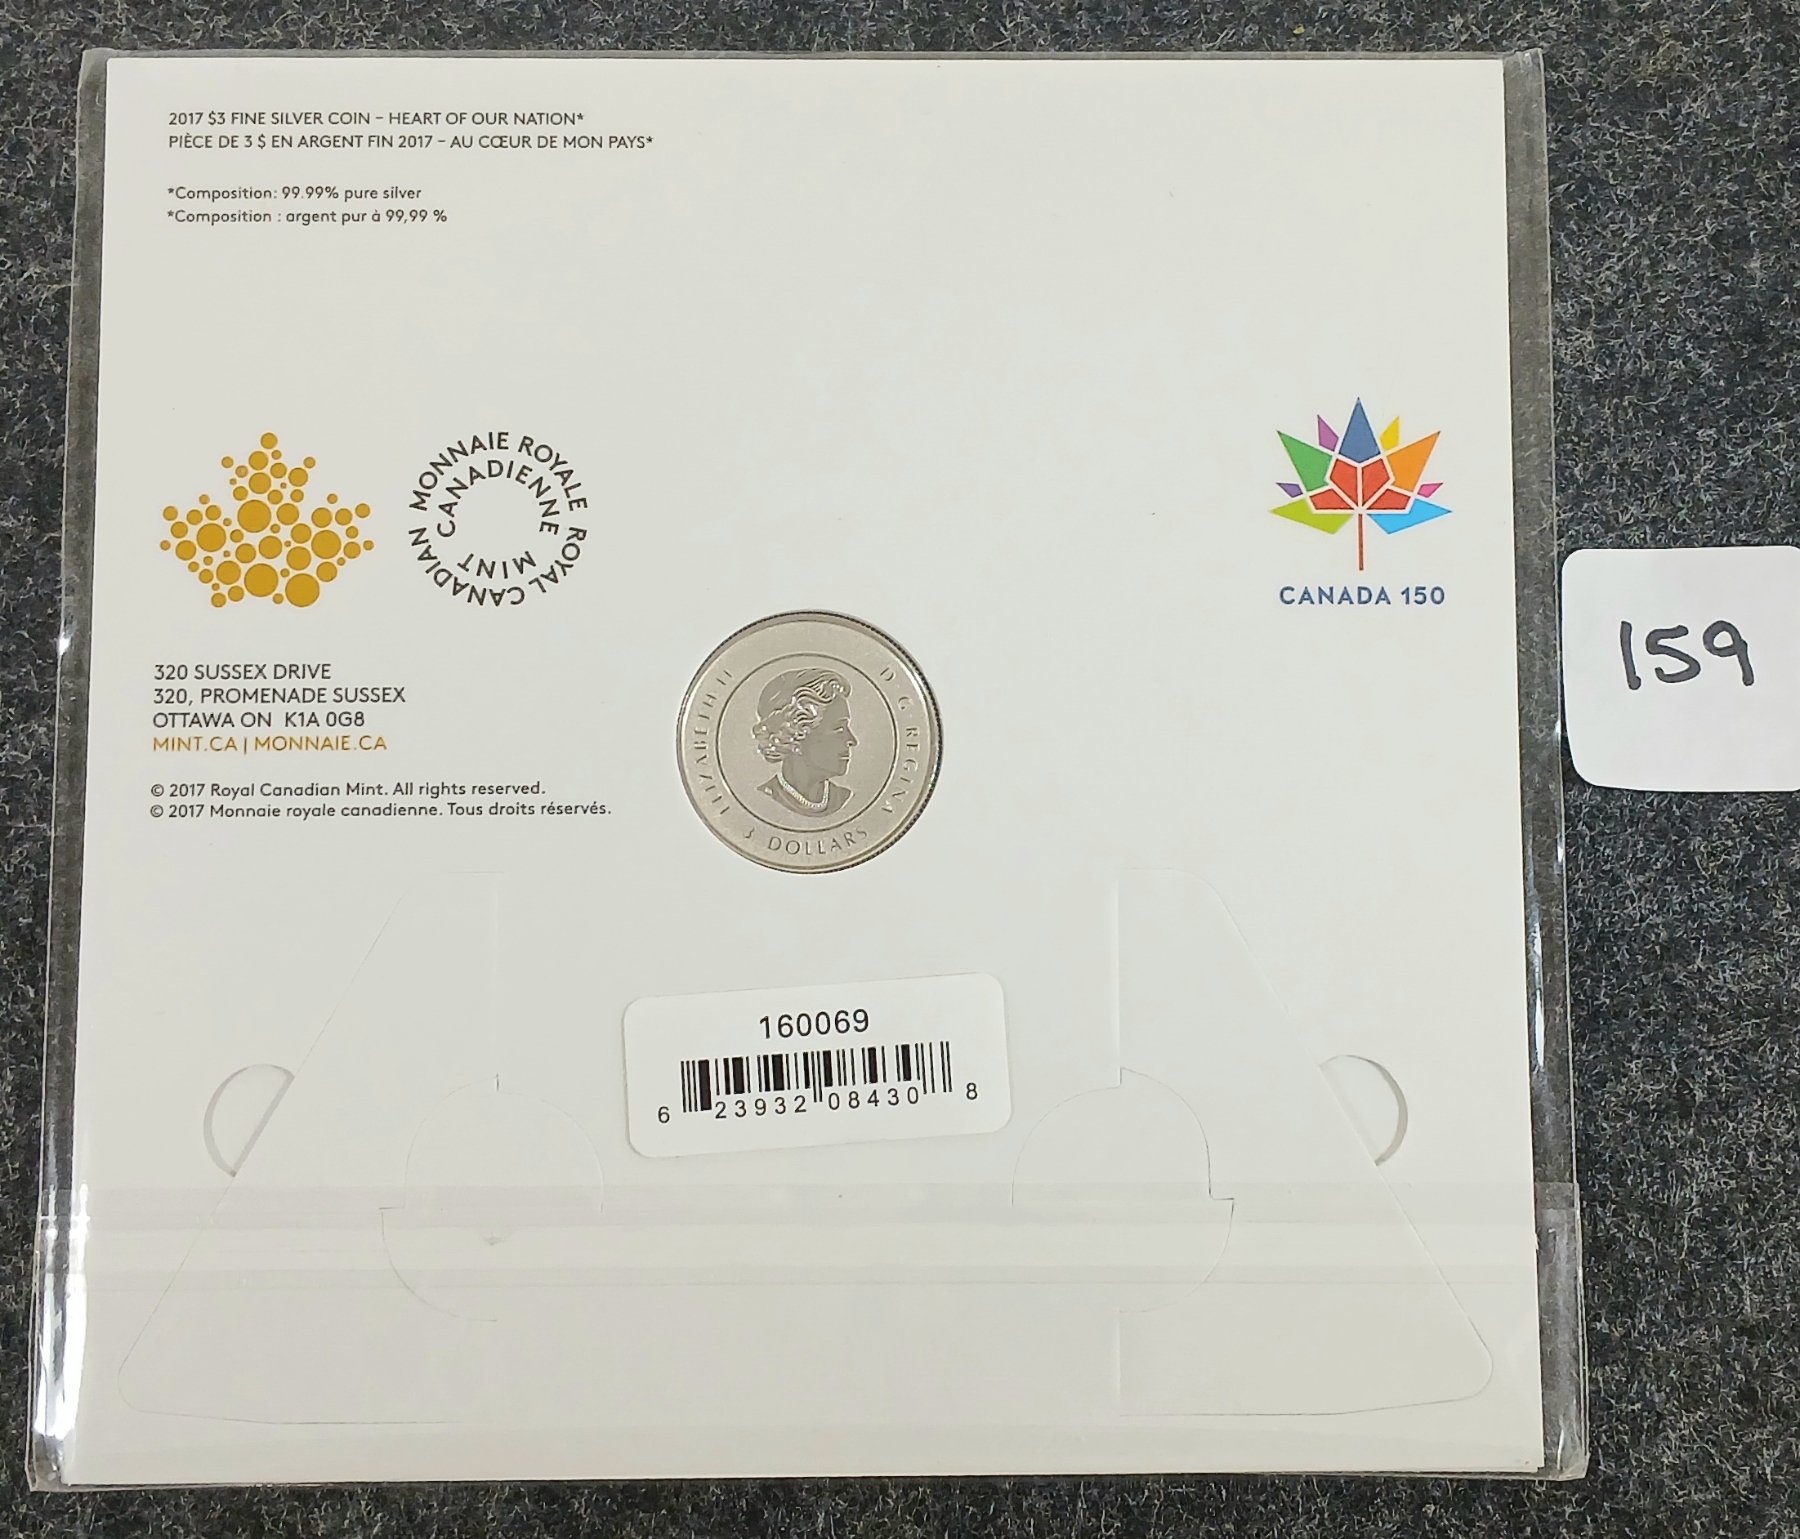 2017 $3 FINE SILVER COIN – HEART OF OUR NATION*
PIÈCE DE 3 $ EN ARGENT FIN 2017 – AU CŒUR DE MON PAYS*
*Composition: 99.99% pure silver
*Composition : argent pur à 99,99 %
MONNAIE ROYALE CANADIENNE
ROYAL CANADIAN MINT
CANADA 150
159
320 SUSSEX DRIVE
320, PROMENADE SUSSEX
OTTAWA ON K1A 0G8
MINT.CA | MONNAIE.CA
© 2017 Royal Canadian Mint. All rights reserved.
© 2017 Monnaie royale canadienne. Tous droits réservés.
ELIZABETH II D·G·REGINA
3 DOLLARS
160069
6 23932 08430 8